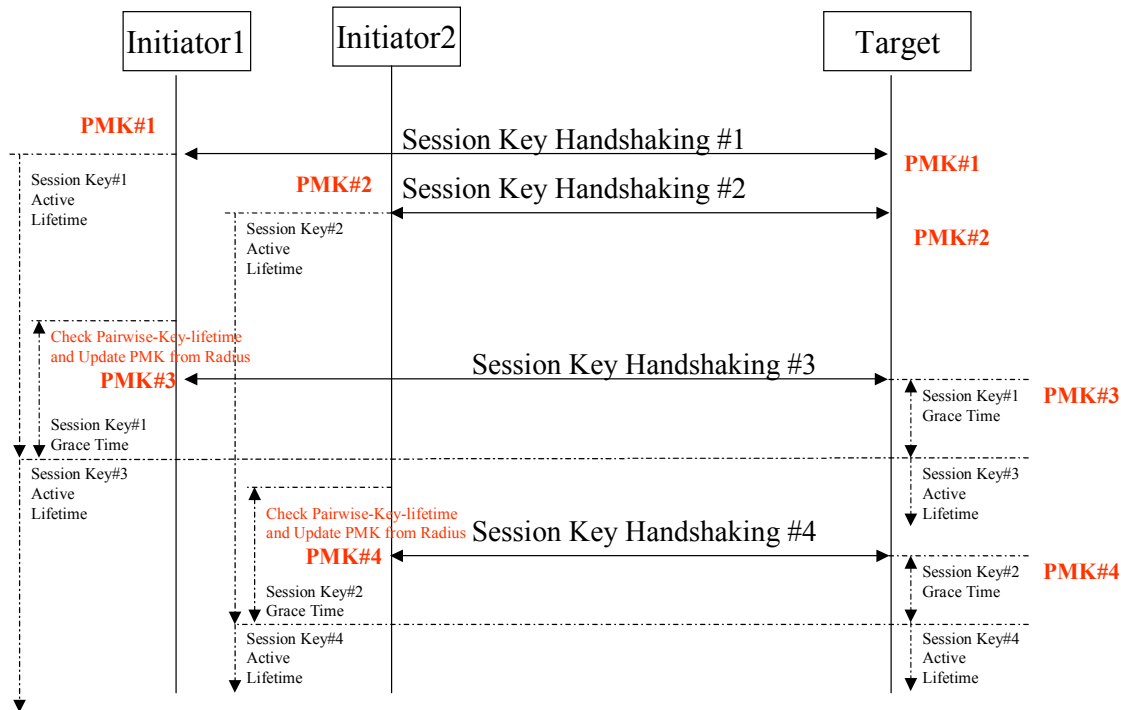 Initiator1
Initiator2
Target
PMK#1
Session Key Handshaking #1
PMK#1
Session Key#1
Active
Lifetime
PMK#2
Session Key Handshaking #2
PMK#2
Session Key#2
Active
Lifetime
Check Pairwise-Key-lifetime
and Update PMK from Radius
PMK#3
Session Key Handshaking #3
PMK#3
Session Key#1
Grace Time
Session Key#1
Grace Time
Session Key#3
Active
Lifetime
Session Key#3
Active
Lifetime
Check Pairwise-Key-lifetime
and Update PMK from Radius
PMK#4
Session Key Handshaking #4
PMK#4
Session Key#2
Grace Time
Session Key#2
Grace Time
Session Key#4
Active
Lifetime
Session Key#4
Active
Lifetime